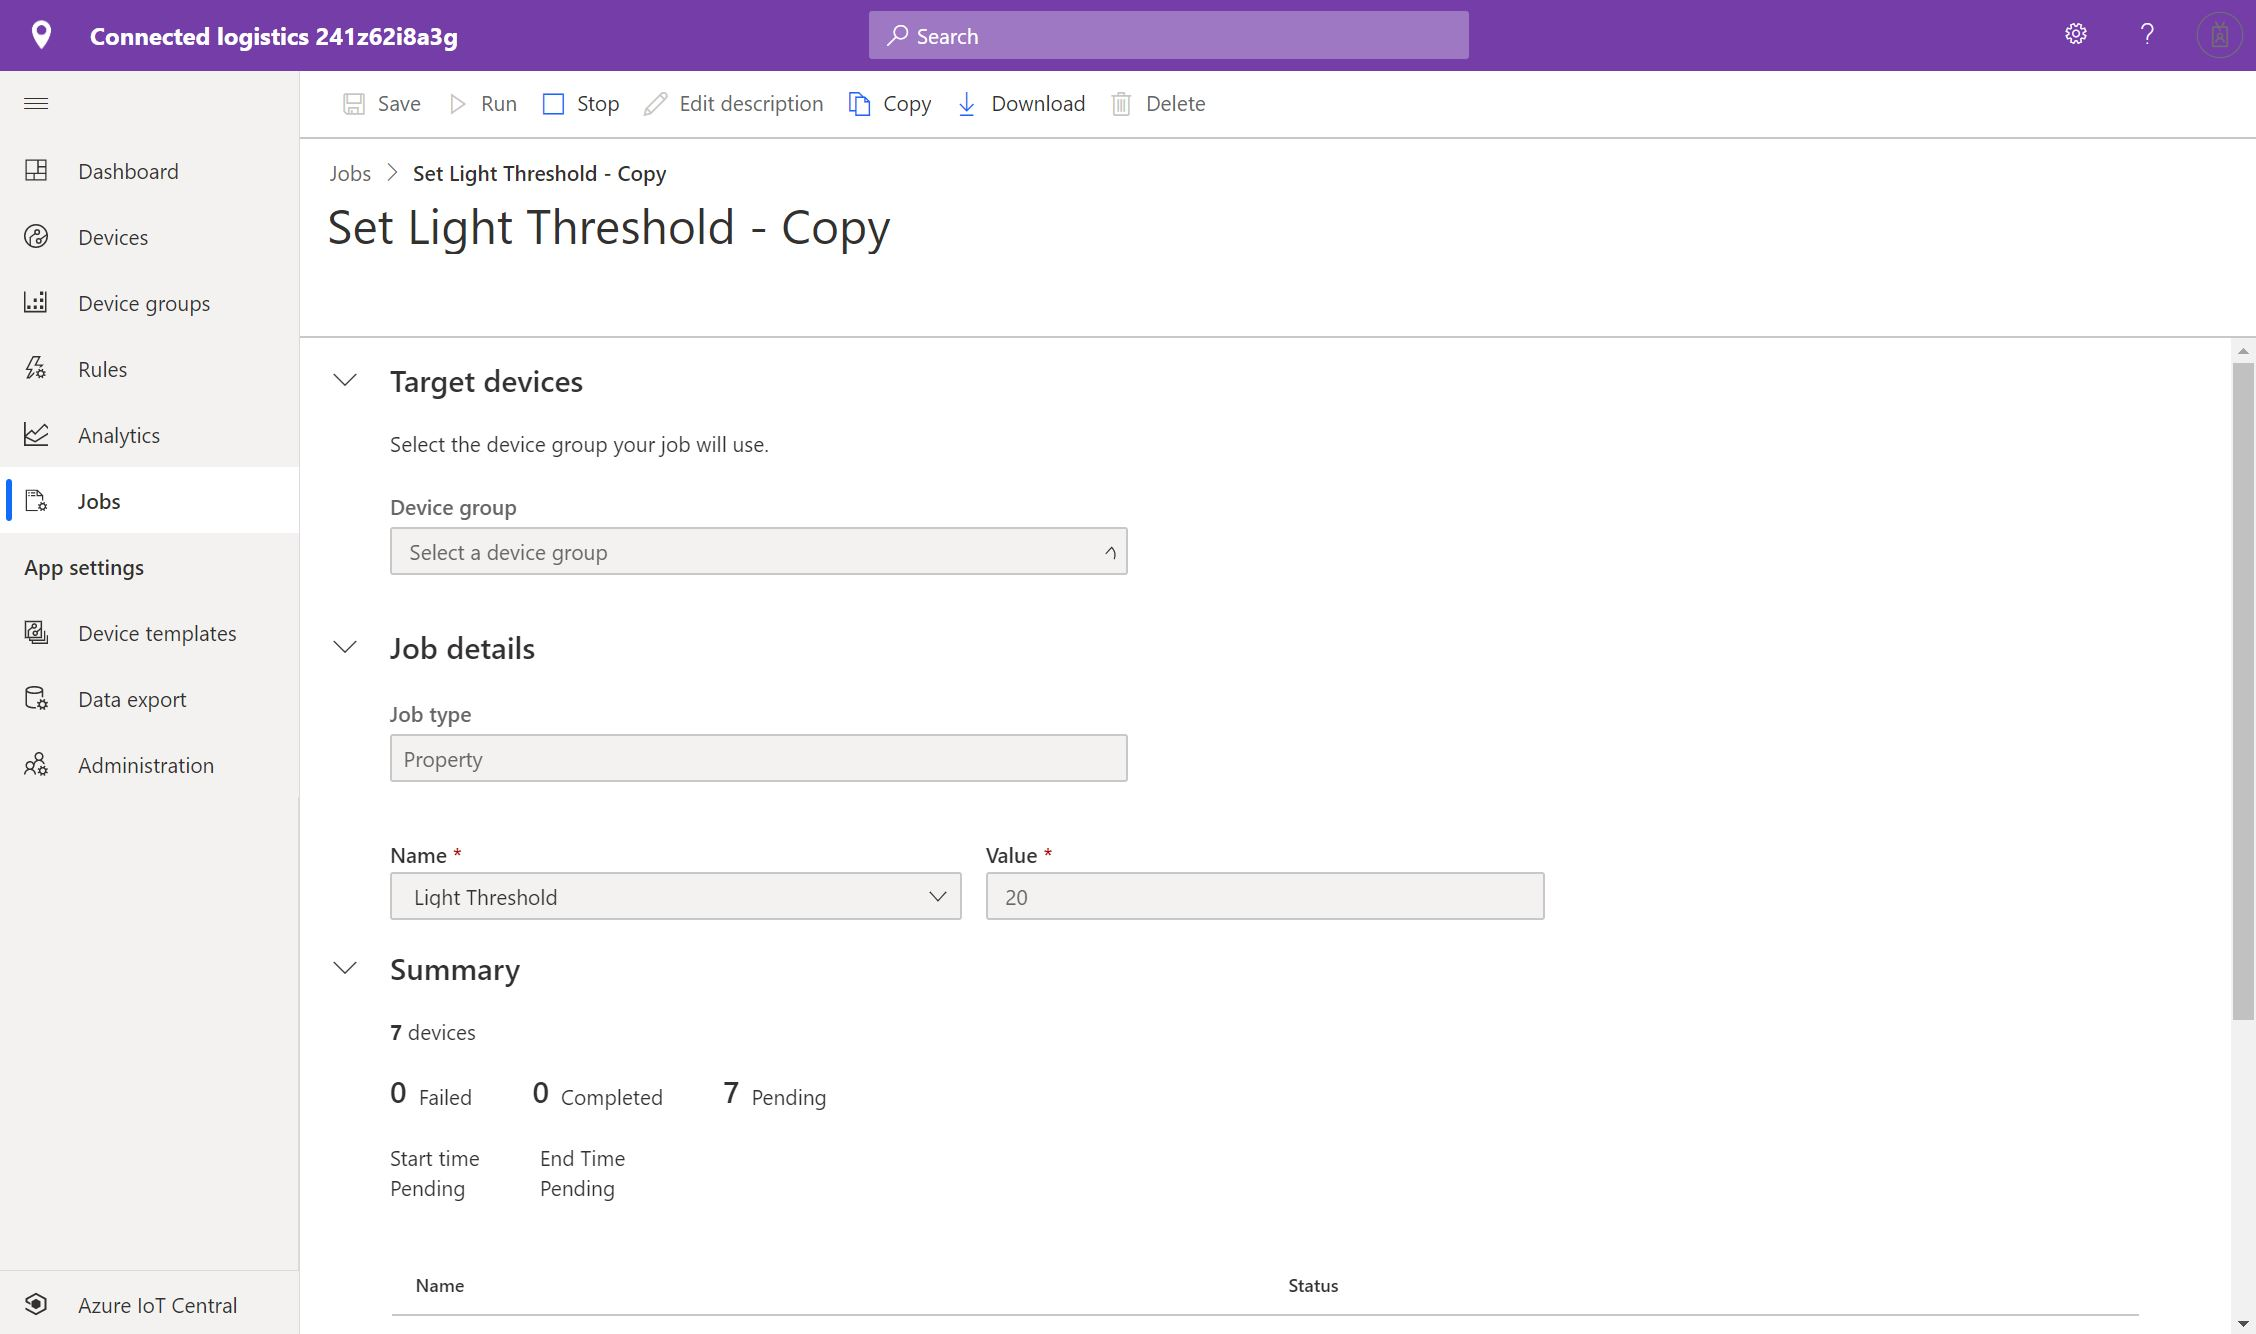 Connected logistics 241z62i8a3g
Search
?
Save Run Stop Edit description Copy Download Delete
Dashboard
Devices
Device groups
Rules
Analytics
Jobs
App settings
Device templates
Data export
Administration
Azure IoT Central
Jobs > Set Light Threshold - Copy
Set Light Threshold - Copy
Target devices
Select the device group your job will use.
Device group
Select a device group
Job details
Job type
Property
Name * Value *
Light Threshold 20
Summary
7 devices
0 Failed 0 Completed 7 Pending
Start time End Time
Pending Pending
Name Status